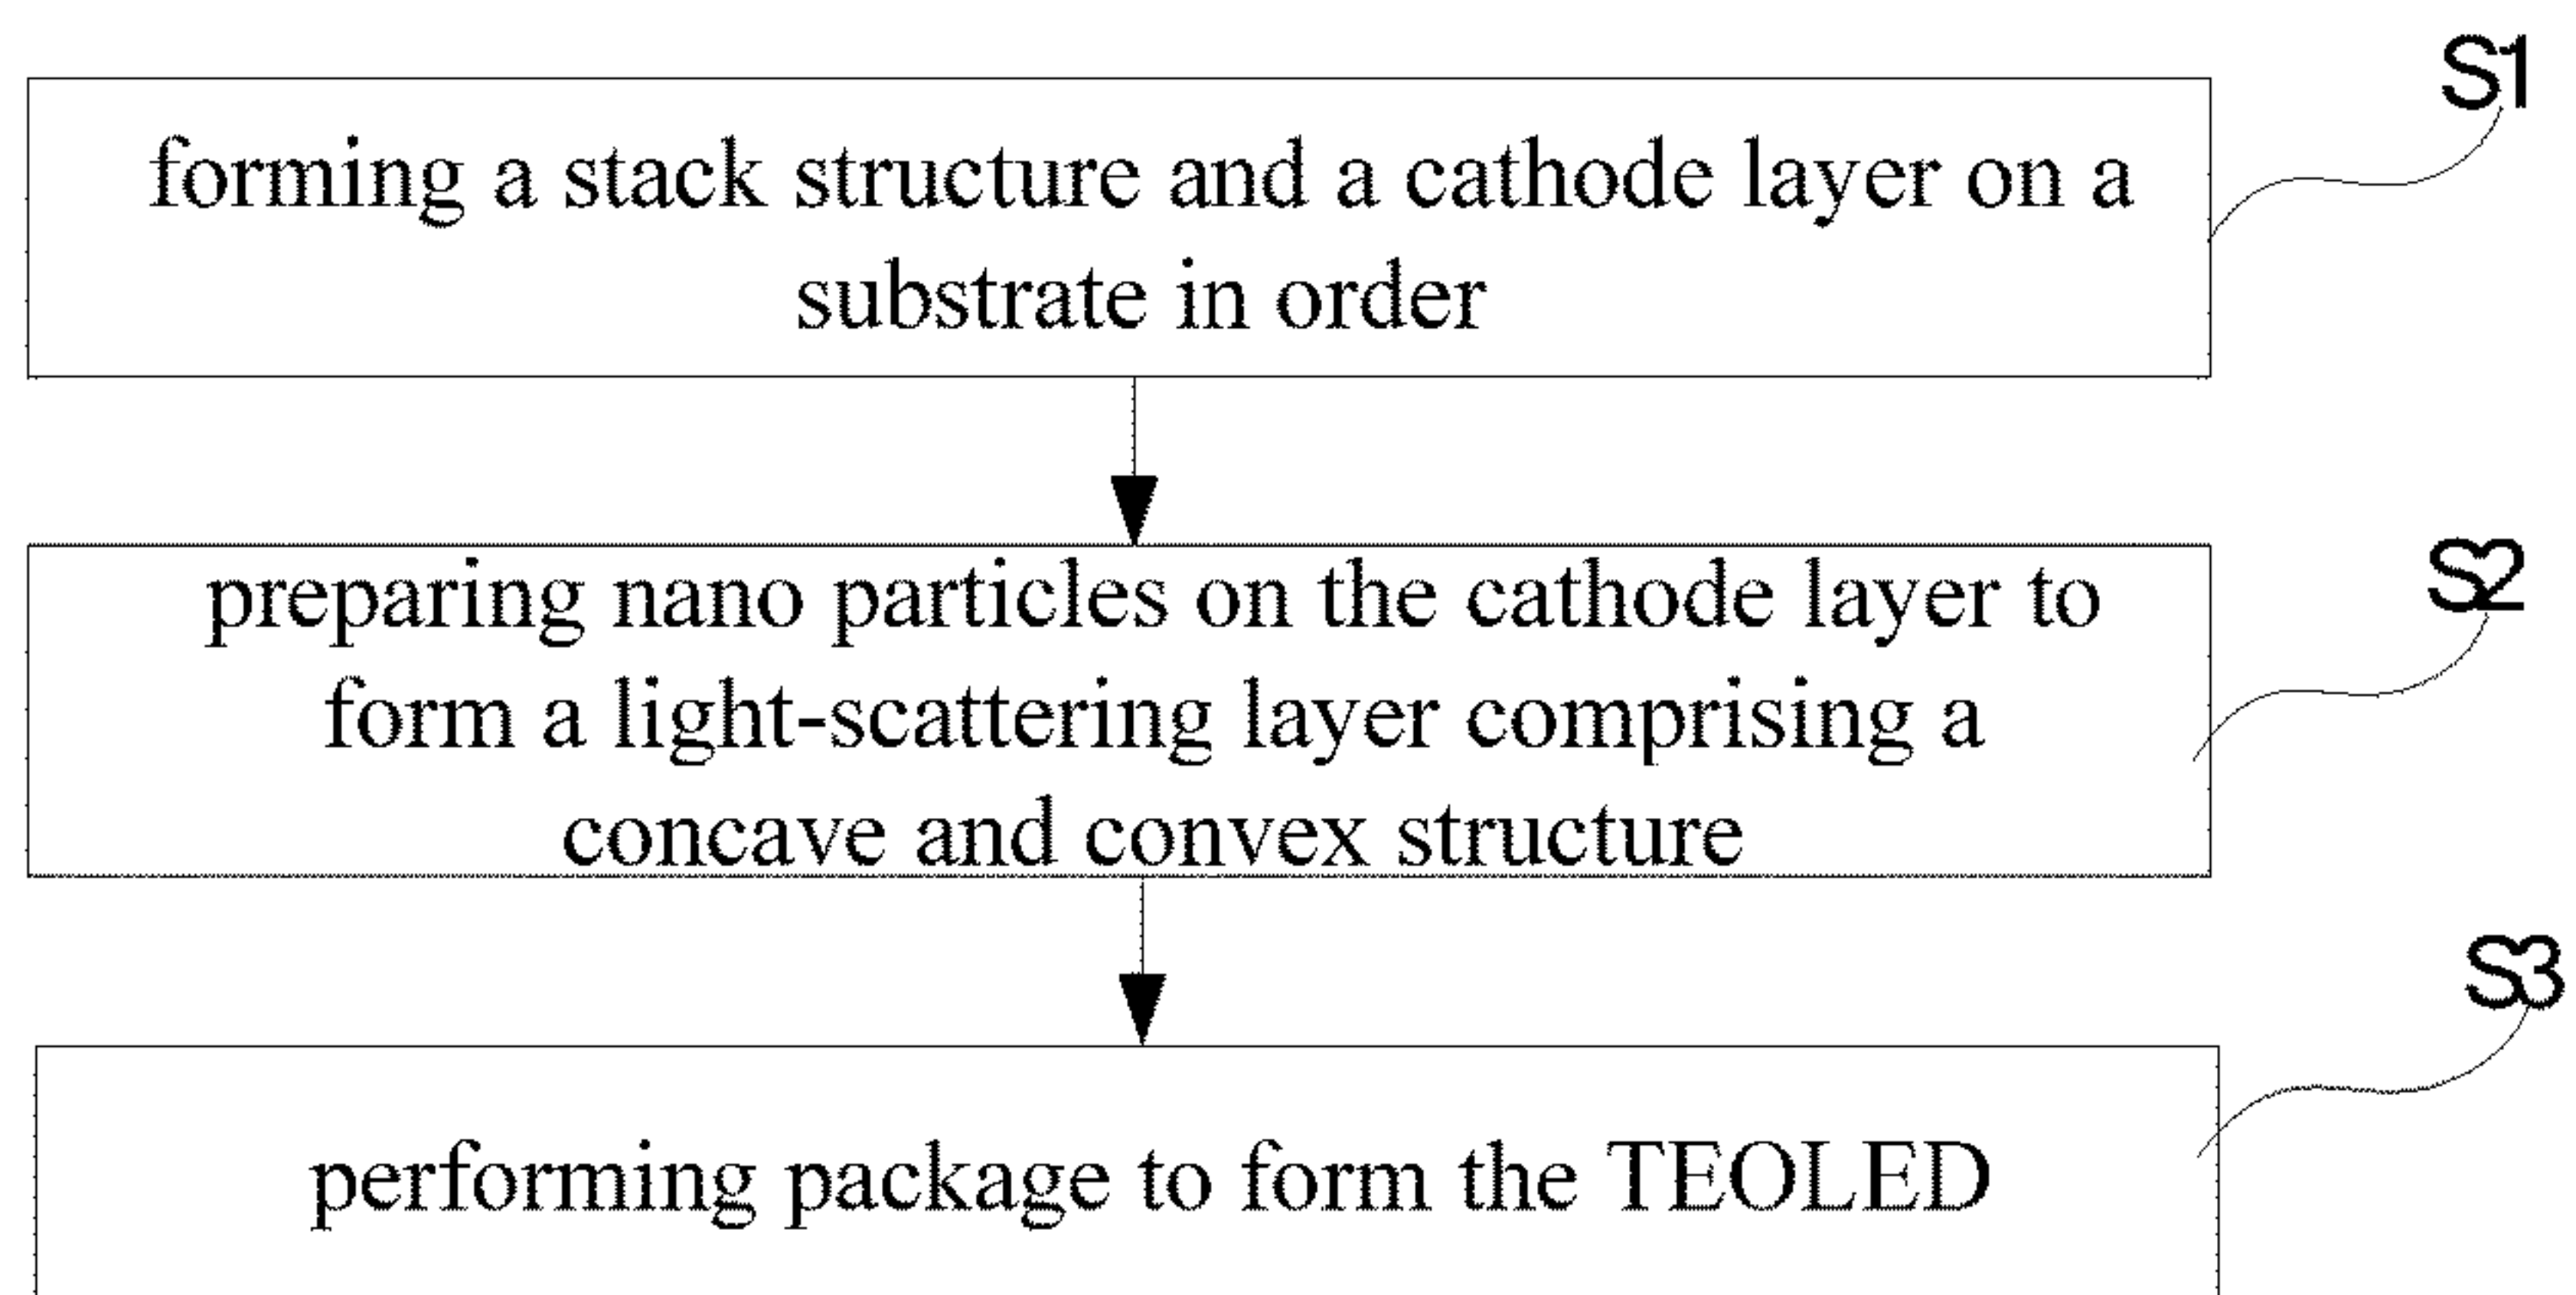 S1
forming a stack structure and a cathode layer on a
substrate in order
S2
preparing nano particles on the cathode layer to
form a light-scattering layer comprising a
concave and convex structure
S3
performing package to form the TEOLED